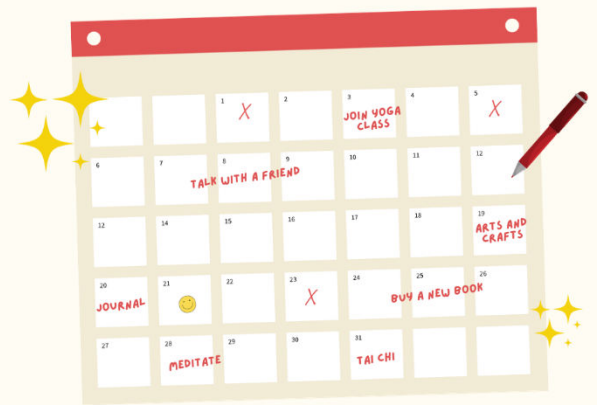 1 2 3 4 5
X JOIN YOGA X
CLASS
6 7 8 9 10 11 12
TALK WITH A FRIEND
12 14 15 16 17 18 19
ARTS AND
CRAFTS
20 21 22 23 24 25 26
JOURNAL X BUY A NEW BOOK
27 28 29 30 31
MEDITATE TAI CHI